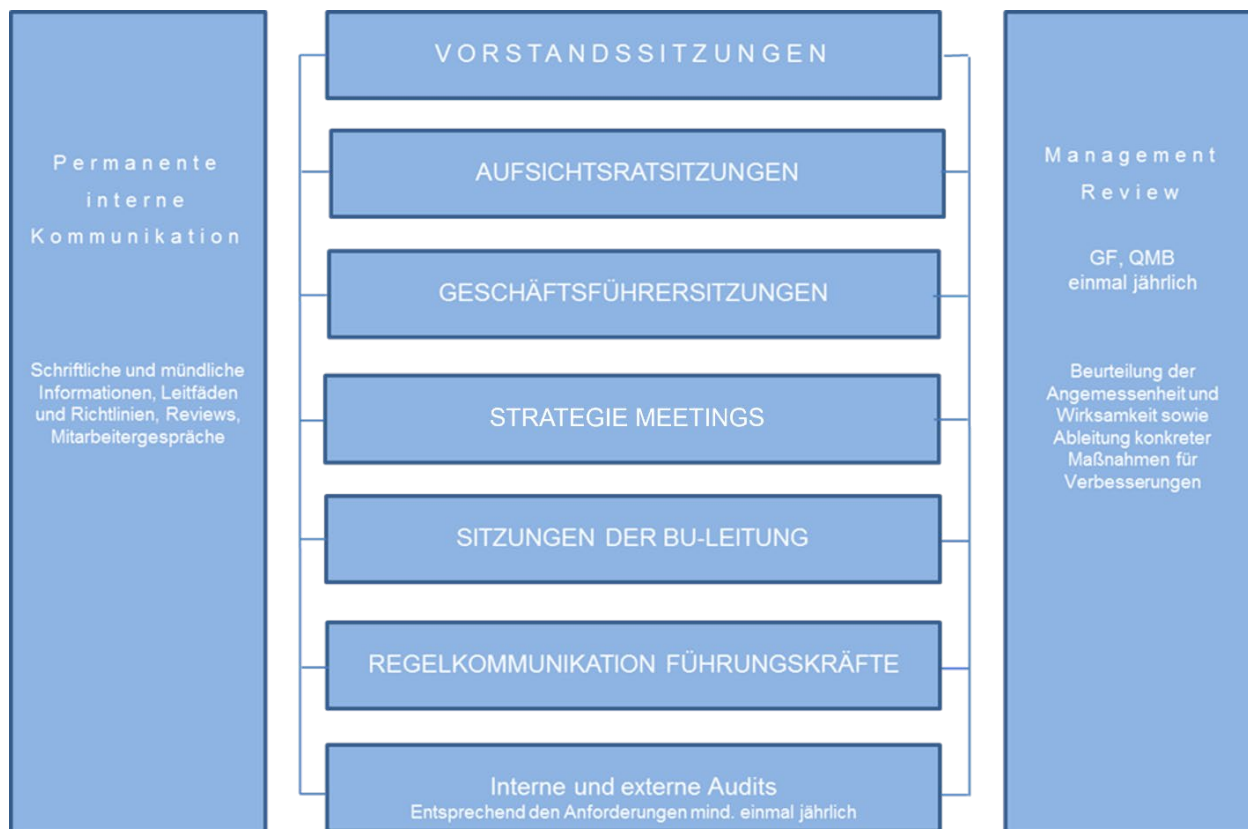 VORSTANDSSITZUNGEN
AUFSICHTSRATSITZUNGEN
GESCHÄFTSFÜHRERSITZUNGEN
STRATEGIE MEETINGS
SITZUNGEN DER BU-LEITUNG
REGELKOMMUNIKATION FÜHRUNGSKRÄFTE
Interne und externe Audits
Entsprechend den Anforderungen mind. einmal jährlich
Permanente
interne
Kommunikation
Schriftliche und mündliche
Informationen, Leitfäden
und Richtlinien, Reviews,
Mitarbeitergespräche
Management
Review
GF, QMB
einmal jährlich
Beurteilung der
Angemessenheit und
Wirksamkeit sowie
Ableitung konkreter
Maßnahmen für
Verbesserungen